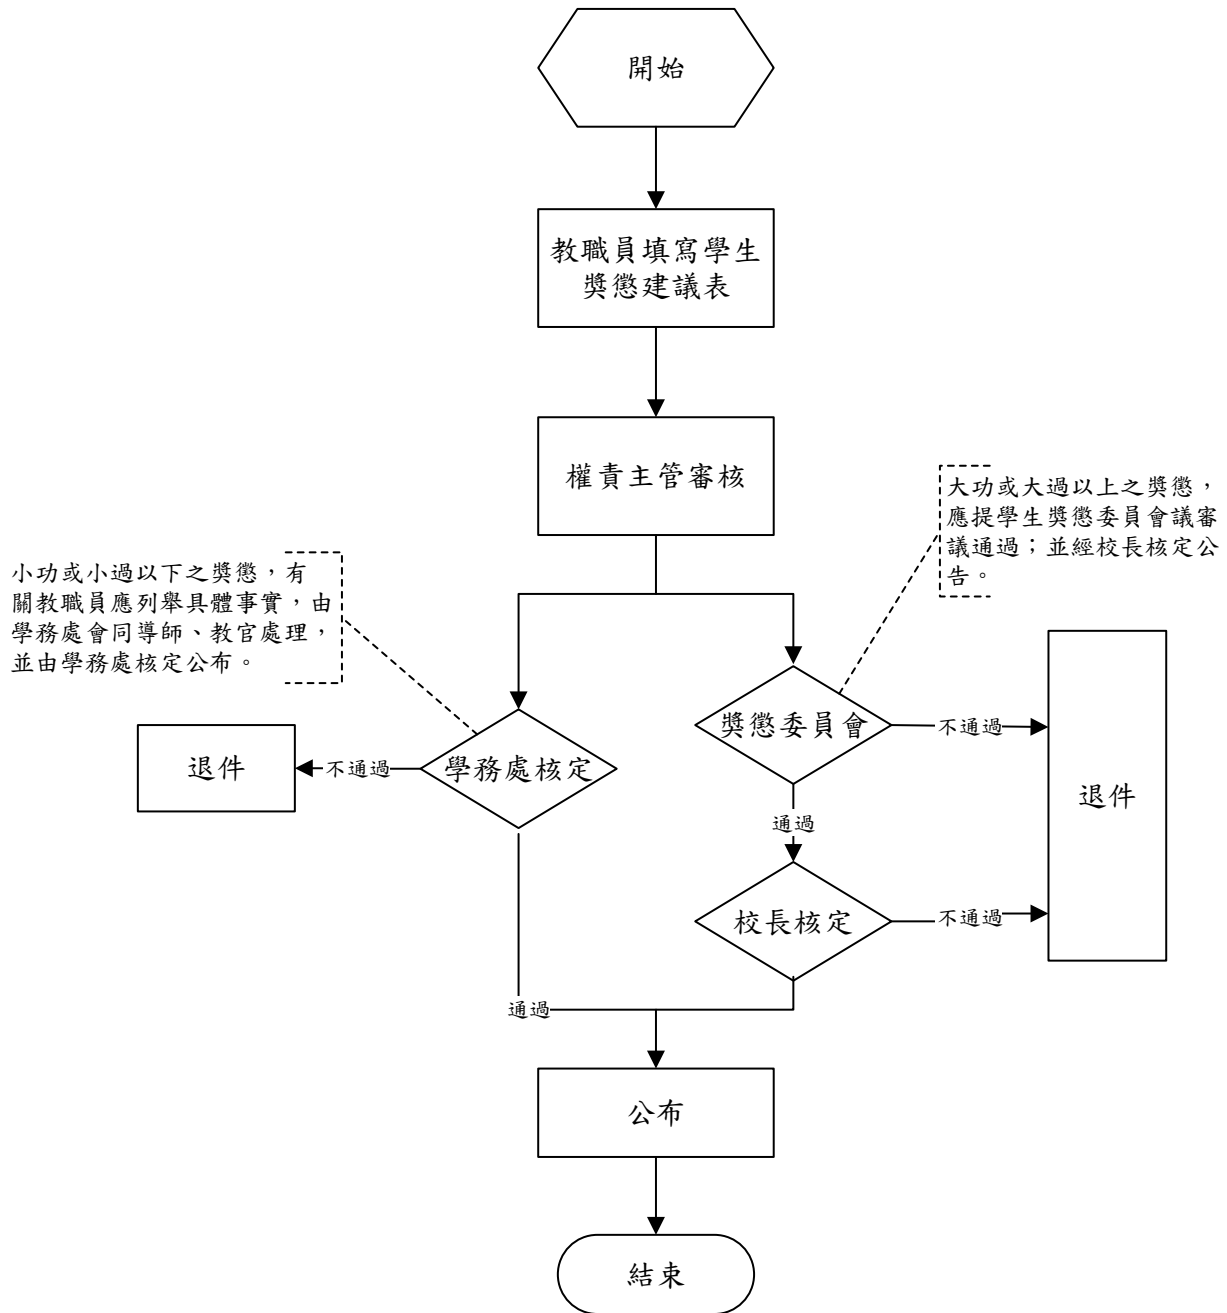 開始
教職員填寫學生
獎懲建議表
權責主管審核
大功或大過以上之獎懲，
應提學生獎懲委員會議審
議通過；並經校長核定公
告。
小功或小過以下之獎懲，有
關教職員應列舉具體事實，由
學務處會同導師、教官處理，
並由學務處核定公布。
獎懲委員會
不通過
退件
不通過
學務處核定
退件
通過
校長核定
不通過
通過
公布
結束